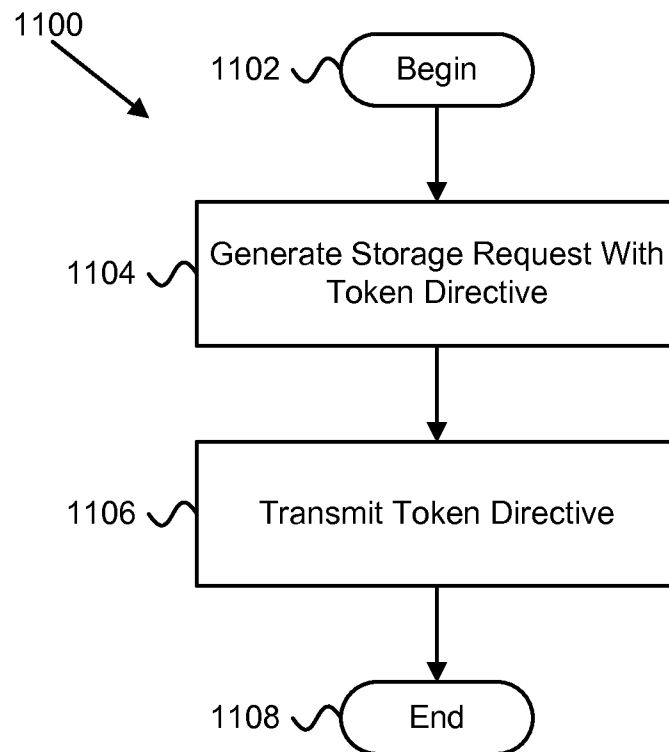 1100
1102
Begin
1104
Generate Storage Request With
Token Directive
1106
Transmit Token Directive
1108
End